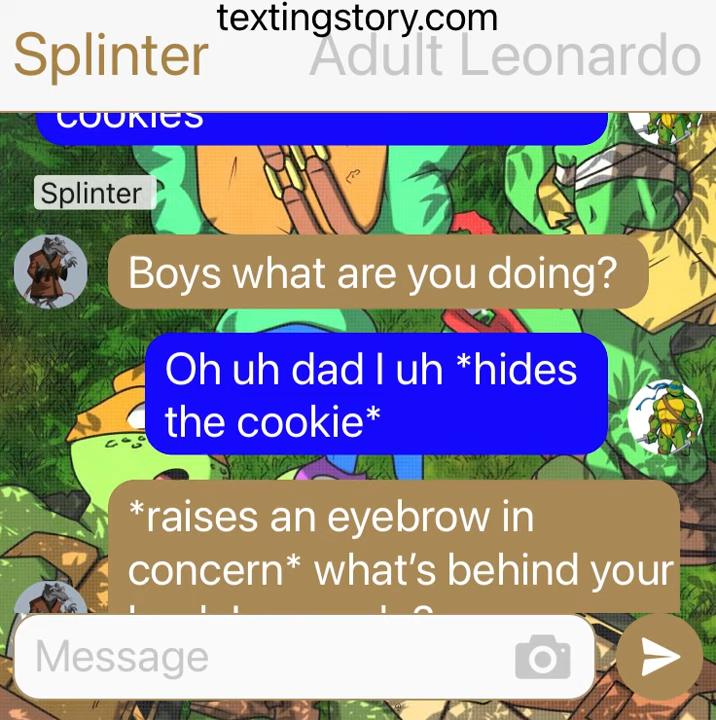 textingstory.com
Splinter
Adult Leonardo
cookies
Splinter
Boys what are you doing?
Oh uh dad I uh *hides
the cookie*
*raises an eyebrow in
concern* what's behind your
Message